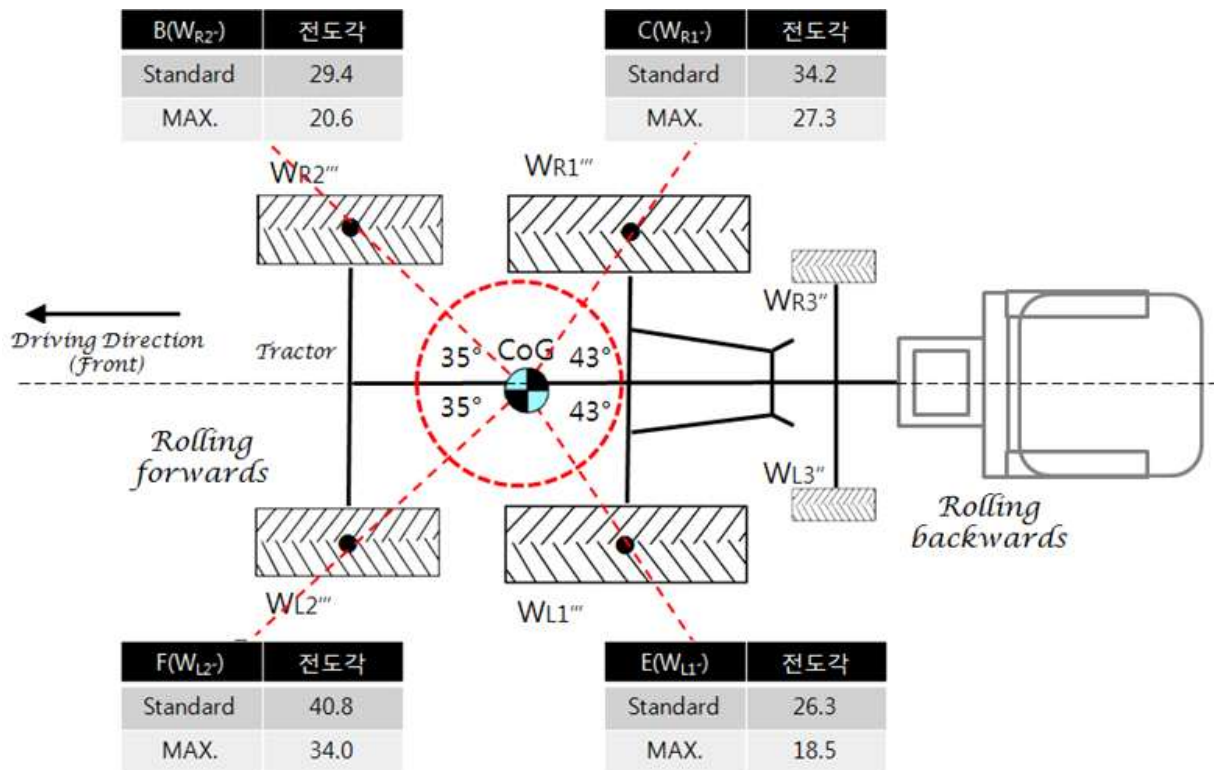 B(WR2-) 전도각
Standard 29.4
MAX. 20.6
C(WR1-) 전도각
Standard 34.2
MAX. 27.3
WR2'''
WR1'''
WR3''
Driving Direction
(Front)
Tractor
35° CoG 43°
35° 43°
Rolling
forwards
WL3''
Rolling
backwards
WL2'''
WL1'''
F(WL2-) 전도각
Standard 40.8
MAX. 34.0
E(WL1-) 전도각
Standard 26.3
MAX. 18.5